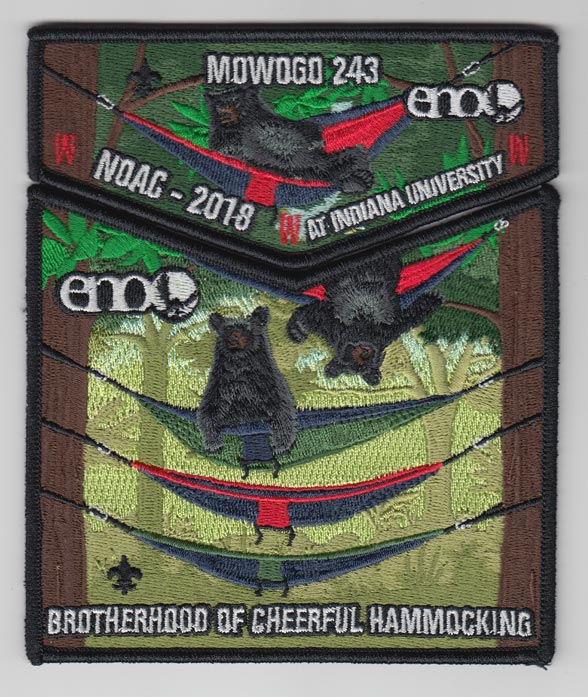 MOWOGO 243
eno
W
W
NOAC - 2018
W
AT INDIANA UNIVERSITY
eno
BROTHERHOOD OF CHEERFUL HAMMOCKING